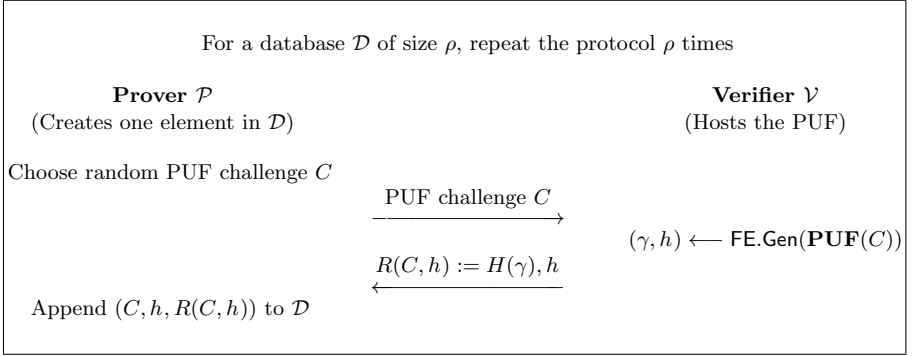 For a database 𝒟 of size ρ, repeat the protocol ρ times
Prover 𝒫
(Creates one element in 𝒟)
Verifier 𝒱
(Hosts the PUF)
Choose random PUF challenge C
PUF challenge C
(γ, h) ⟵ FE.Gen(PUF(C))
R(C, h) := H(γ), h
Append (C, h, R(C, h)) to 𝒟